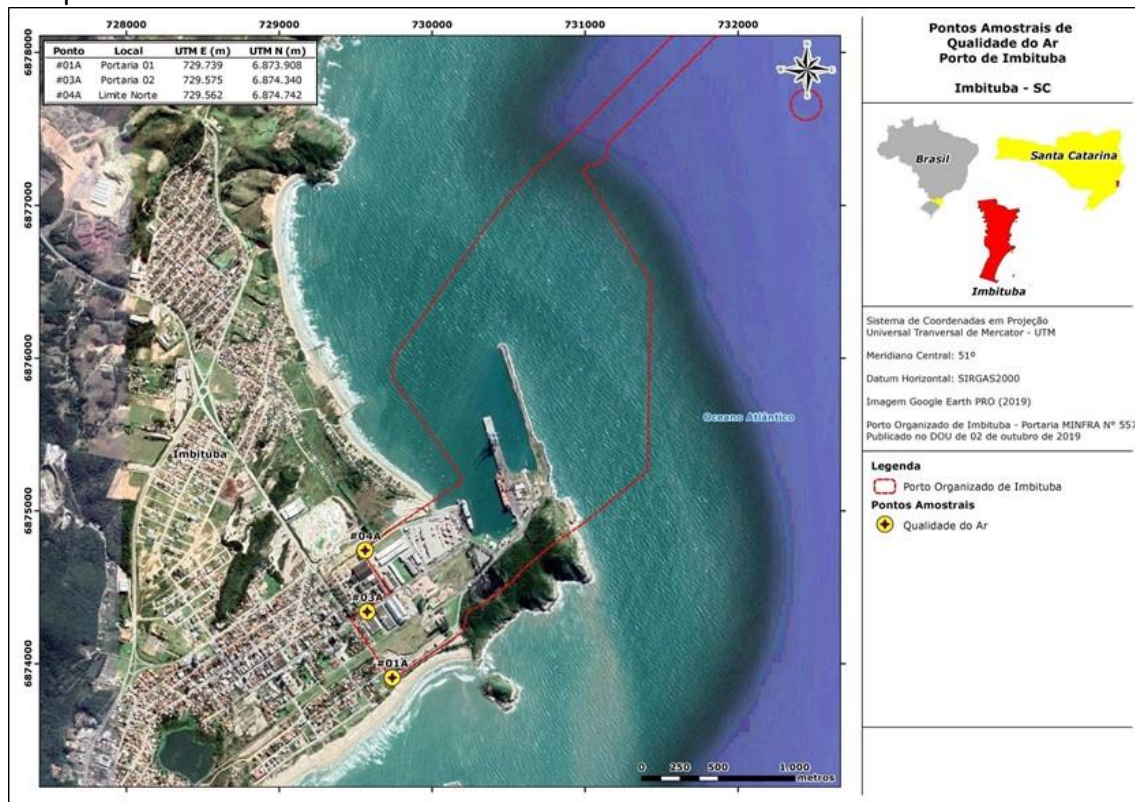 728000 729000 730000 731000 732000
6878000
6877000
6876000
6875000
6874000
Ponto Local UTM E (m) UTM N (m)
#01A Portaria 01 729.739 6.873.908
#03A Portaria 02 729.575 6.874.340
#04A Limite Norte 729.562 6.874.742
Oceano Atlântico
Imbituba
#04A
#03A
#01A
0 250 500 1.000
metros
Pontos Amostrais de
Qualidade do Ar
Porto de Imbituba
Imbituba - SC
Brasil
Santa Catarina
Imbituba
Sistema de Coordenadas em Projeção
Universal Tranversal de Mercator - UTM
Meridiano Central: 51º
Datum Horizontal: SIRGAS2000
Imagem Google Earth PRO (2019)
Porto Organizado de Imbituba - Portaria MINFRA N° 557
Publicado no DOU de 02 de outubro de 2019
Legenda
Porto Organizado de Imbituba
Pontos Amostrais
Qualidade do Ar